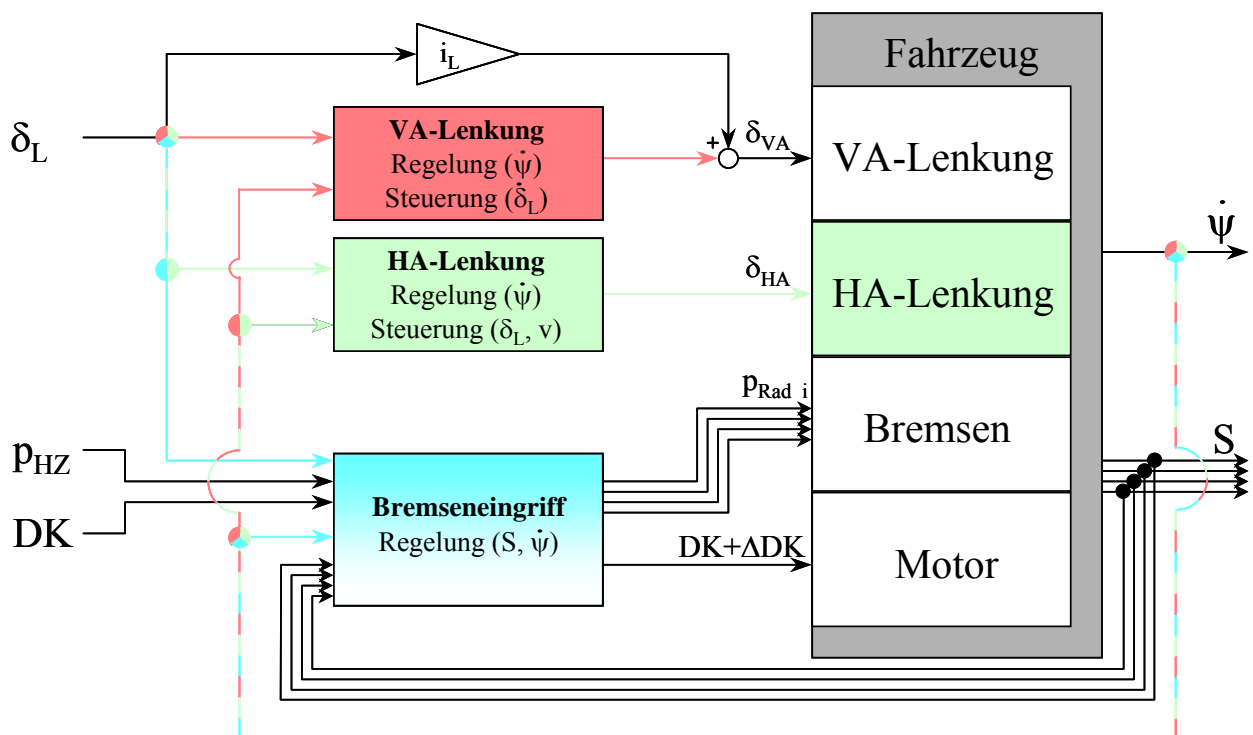 Fahrzeug
i_L
δ_L
VA-Lenkung
Regelung (ψ̇)
Steuerung (δ̇_L)
+
δ_VA
VA-Lenkung
HA-Lenkung
Regelung (ψ̇)
Steuerung (δ_L, v)
δ_HA
HA-Lenkung
ψ̇
p_HZ
DK
Bremseneingriff
Regelung (S, ψ̇)
p_Rad i
Bremsen
S
DK+ΔDK
Motor